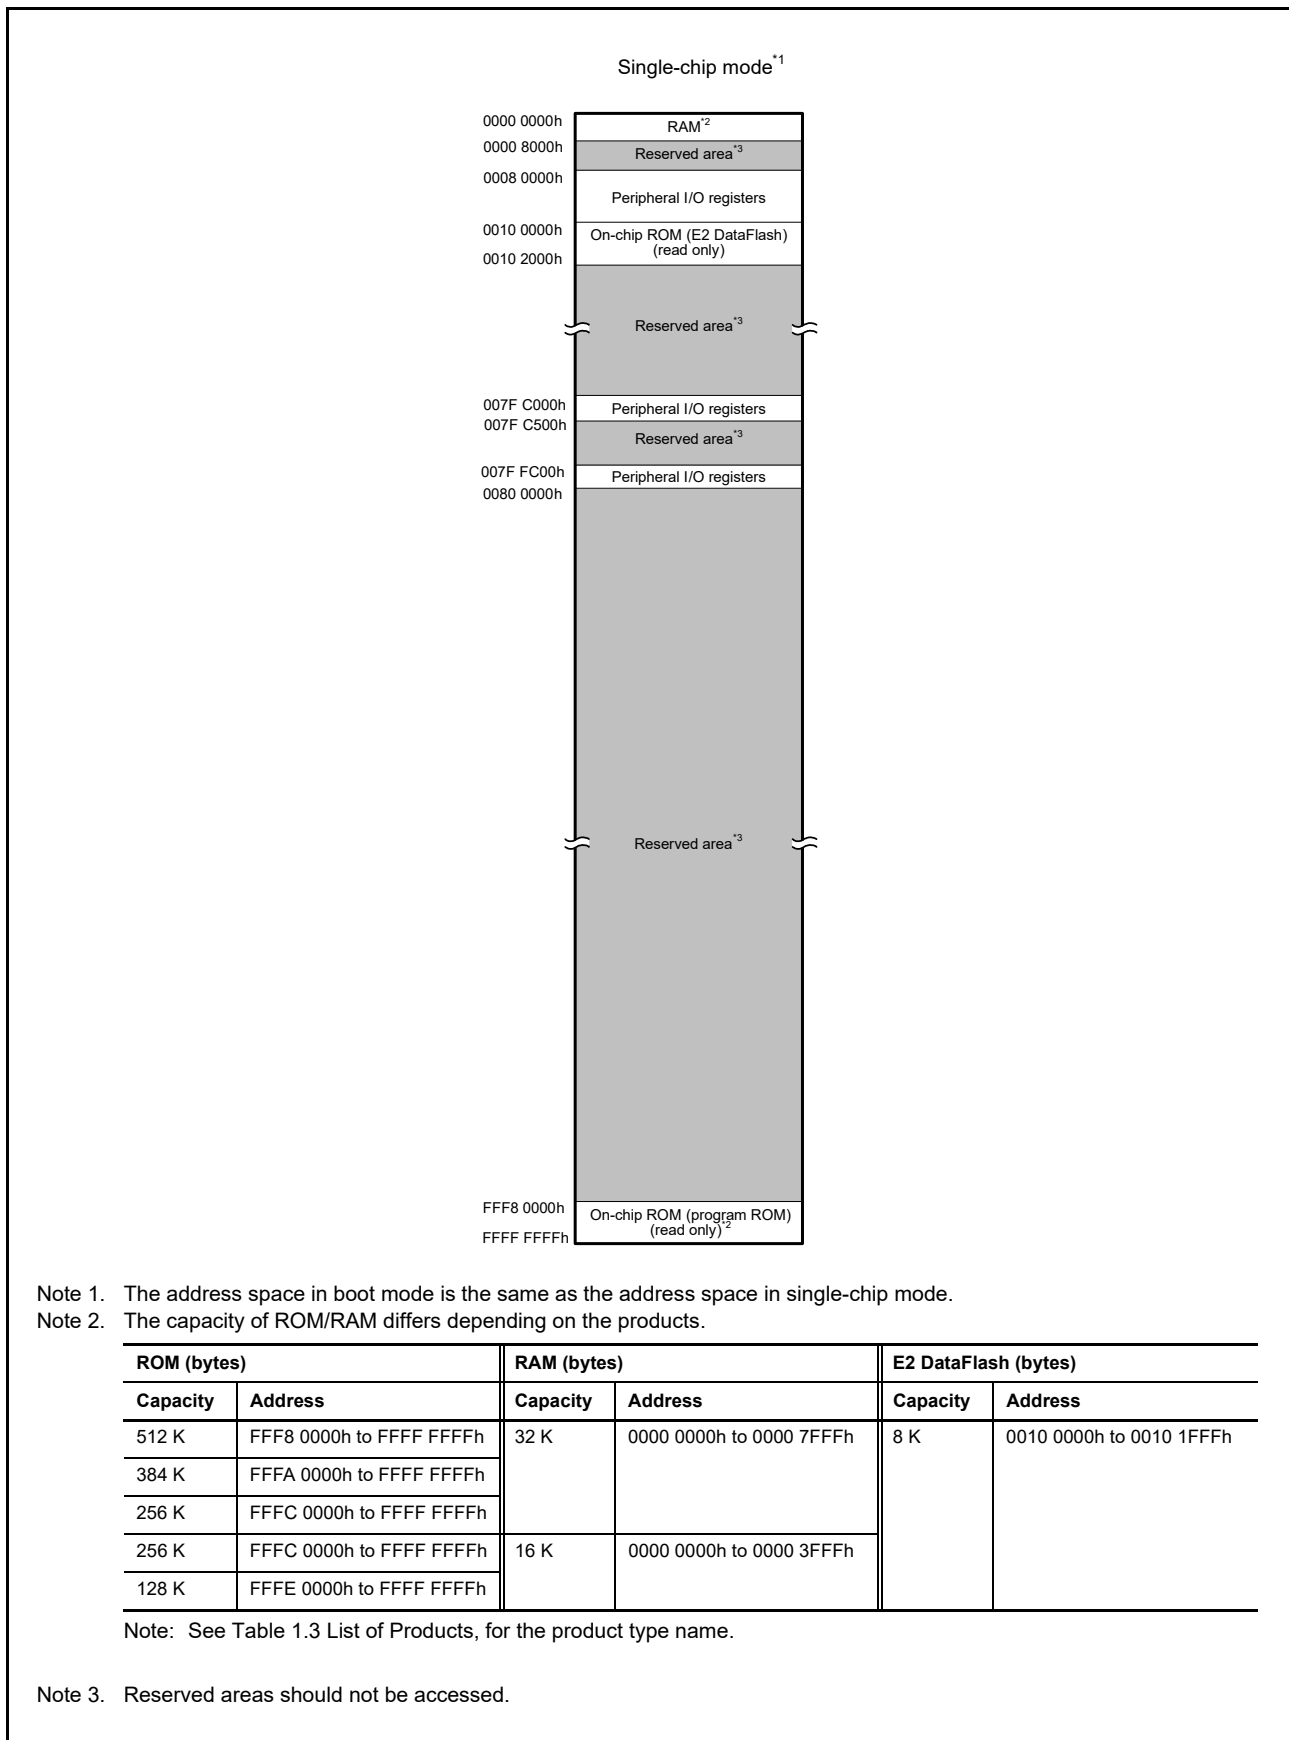 Single-chip mode*1
0000 0000h
RAM*2
0000 8000h
Reserved area*3
0008 0000h
Peripheral I/O registers
0010 0000h
On-chip ROM (E2 DataFlash)
(read only)
0010 2000h
Reserved area*3
007F C000h
Peripheral I/O registers
007F C500h
Reserved area*3
007F FC00h
Peripheral I/O registers
0080 0000h
Reserved area*3
FFF8 0000h
On-chip ROM (program ROM)
(read only)*2
FFFF FFFFh
Note 1. The address space in boot mode is the same as the address space in single-chip mode.
Note 2. The capacity of ROM/RAM differs depending on the products.
ROM (bytes) RAM (bytes) E2 DataFlash (bytes)
Capacity Address Capacity Address Capacity Address
512 K FFF8 0000h to FFFF FFFFh 32 K 0000 0000h to 0000 7FFFh 8 K 0010 0000h to 0010 1FFFh
384 K FFFA 0000h to FFFF FFFFh
256 K FFFC 0000h to FFFF FFFFh
256 K FFFC 0000h to FFFF FFFFh 16 K 0000 0000h to 0000 3FFFh
128 K FFFE 0000h to FFFF FFFFh
Note: See Table 1.3 List of Products, for the product type name.
Note 3. Reserved areas should not be accessed.